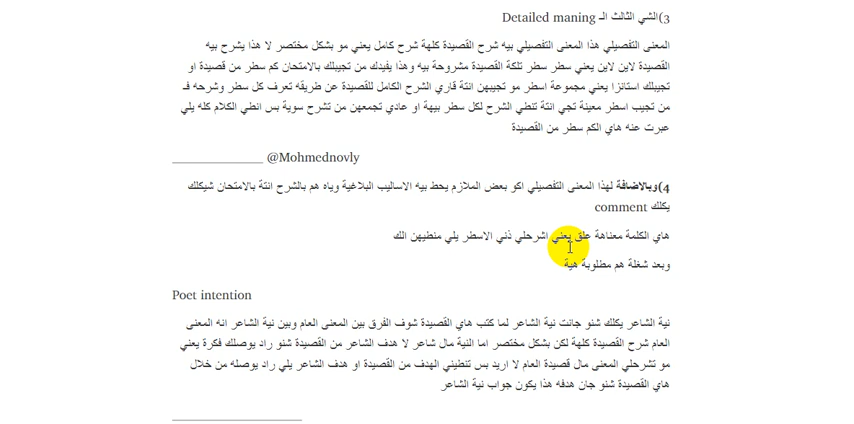 3)الشي الثالث الـ Detailed maning
المعنى التفصيلي هذا المعنى التفصيلي بيه شرح القصيدة كلهة شرح كامل يعني مو بشكل مختصر لا هذا يشرح بيه
القصيدة لاين لاين يعني سطر سطر تلكة القصيدة مشروحة بيه وهذا يفيدك من تجيبلك بالامتحان كم سطر من قصيدة او
تجيبلك استانزا يعني مجموعة اسطر مو تجيبهن انتة قاري الشرح الكامل للقصيدة عن طريقه تعرف كل سطر وشرحه فـ
من تجيب اسطر معينة تجي انتة تنطي الشرح لكل سطر بيهة او عادي تجمعهن من تشرح سوية بس انطي الكلام كله يلي
عبرت عنه هاي الكم سطر من القصيدة
______________ @Mohmednovly
4)وبالاضافة لهذا المعنى التفصيلي اكو بعض الملازم يحط بيه الاساليب البلاغية وياه هم بالشرح انتة بالامتحان شيكلك
يكلك comment
هاي الكلمة معناهة علق يعني اشرحلي ذني الاسطر يلي منطيهن الك
وبعد شغلة هم مطلوبة هية
Poet intention
نية الشاعر يكلك شنو جانت نية الشاعر لما كتب هاي القصيدة شوف الفرق بين المعنى العام وبين نية الشاعر انه المعنى
العام شرح القصيدة كلهة لكن بشكل مختصر اما النية مال شاعر لا هدف الشاعر من القصيدة شنو راد يوصلك فكرة يعني
مو تشرحلي المعنى مال قصيدة العام لا اريد بس تنطيني الهدف من القصيدة او هدف الشاعر يلي راد يوصله من خلال
هاي القصيدة شنو جان هدفه هذا يكون جواب نية الشاعر
____________________